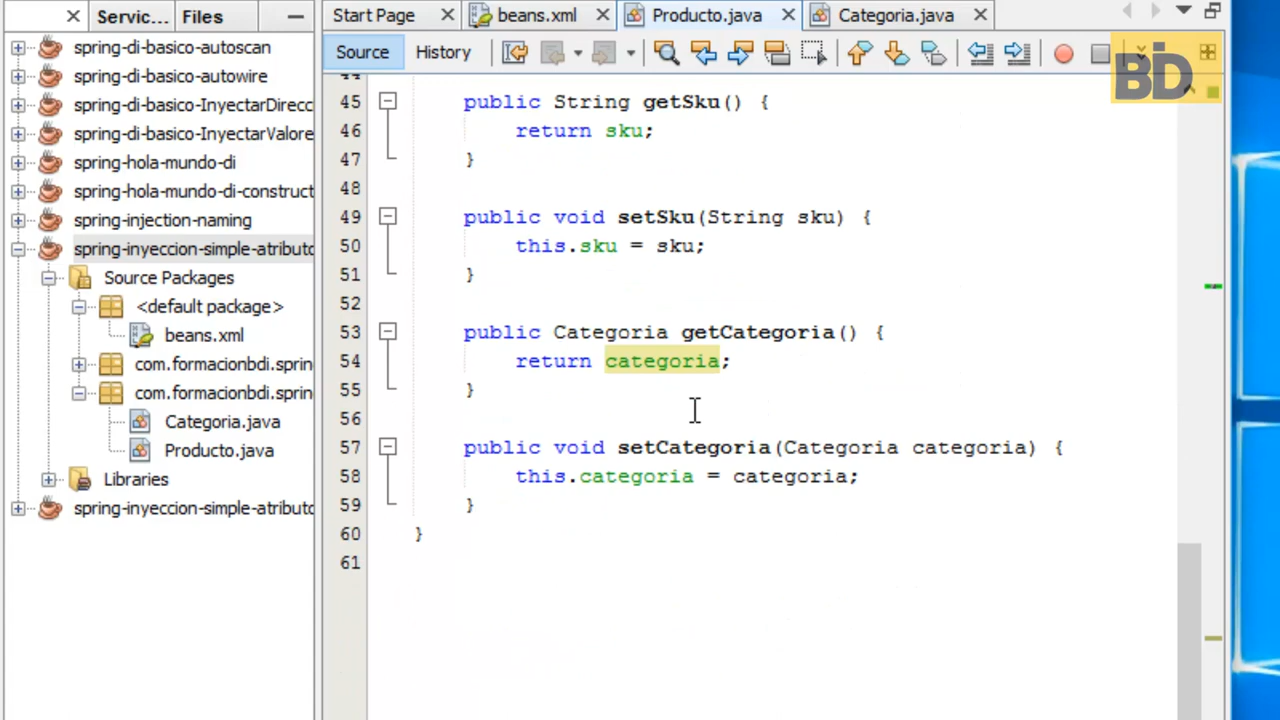 Servic...
Files
Start Page
beans.xml
Producto.java
Categoria.java
Source
History
BDi
spring-di-basico-autoscan
spring-di-basico-autowire
spring-di-basico-InyectarDirecc
spring-di-basico-InyectarValore
spring-hola-mundo-di
spring-hola-mundo-di-construct
spring-injection-naming
spring-inyeccion-simple-atributo
Source Packages
<default package>
beans.xml
com.formacionbdi.sprin
com.formacionbdi.sprin
Categoria.java
Producto.java
Libraries
spring-inyeccion-simple-atributo
45 public String getSku() {
46 return sku;
47 }
48
49 public void setSku(String sku) {
50 this.sku = sku;
51 }
52
53 public Categoria getCategoria() {
54 return categoria;
55 }
56
57 public void setCategoria(Categoria categoria) {
58 this.categoria = categoria;
59 }
60 }
61